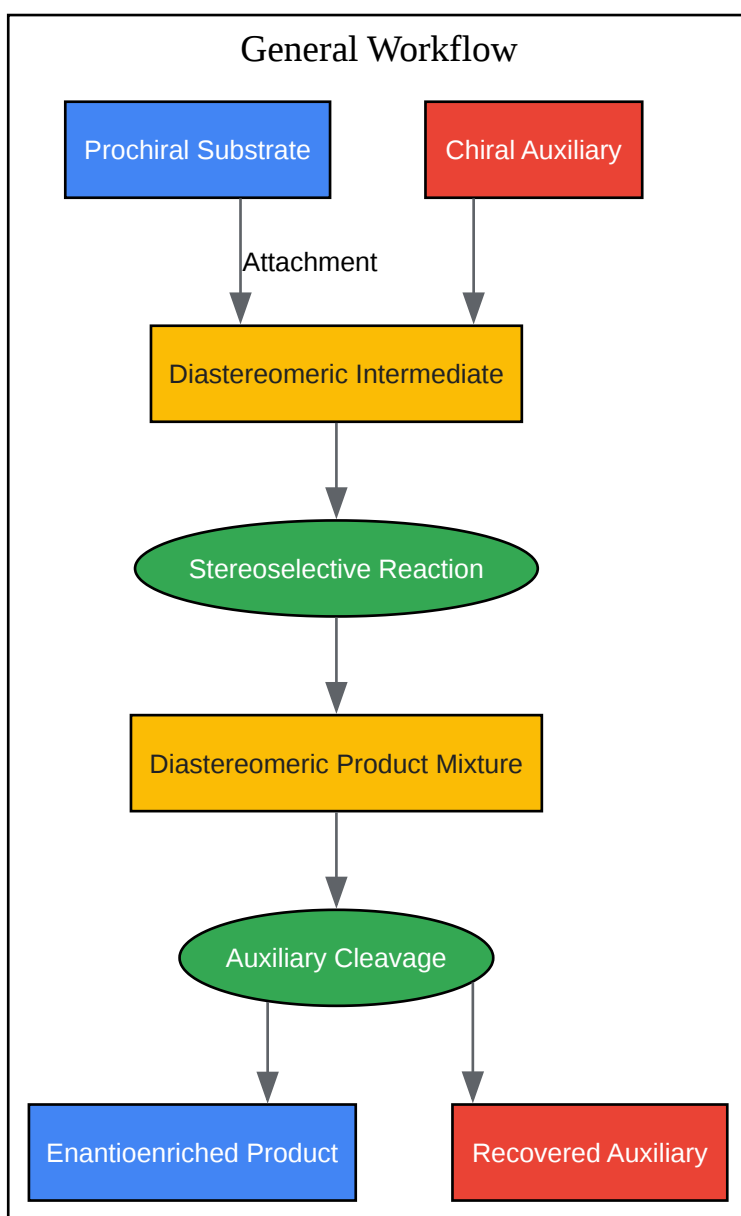 General Workflow
Prochiral Substrate
Chiral Auxiliary
Attachment
Diastereomeric Intermediate
Stereoselective Reaction
Diastereomeric Product Mixture
Auxiliary Cleavage
Enantioenriched Product
Recovered Auxiliary